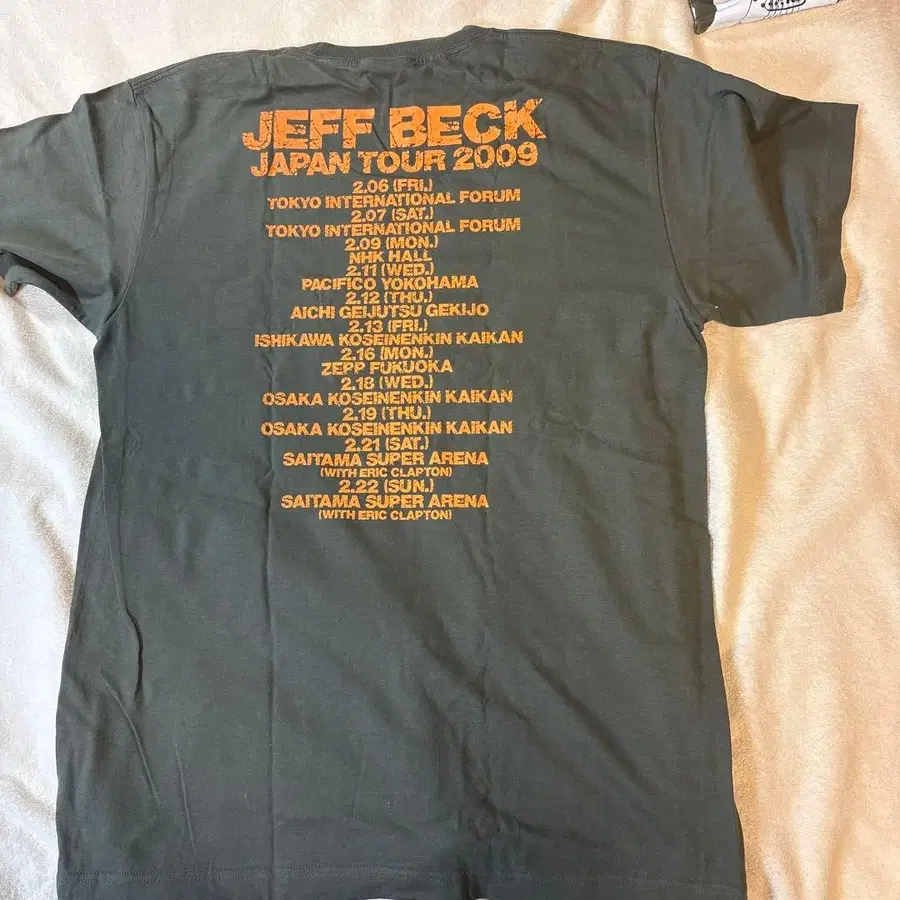 JEFF BECK
JAPAN TOUR 2009
2.06 (FRI.)
TOKYO INTERNATIONAL FORUM
2.07 (SAT.)
TOKYO INTERNATIONAL FORUM
2.09 (MON.)
NHK HALL
2.11 (WED.)
PACIFICO YOKOHAMA
2.12 (THU.)
AICHI GEIJUTSU GEKIJO
2.13 (FRI.)
ISHIKAWA KOSEINENKIN KAIKAN
2.16 (MON.)
ZEPP FUKUOKA
2.18 (WED.)
OSAKA KOSEINENKIN KAIKAN
2.19 (THU.)
OSAKA KOSEINENKIN KAIKAN
2.21 (SAT.)
SAITAMA SUPER ARENA
(WITH ERIC CLAPTON)
2.22 (SUN.)
SAITAMA SUPER ARENA
(WITH ERIC CLAPTON)